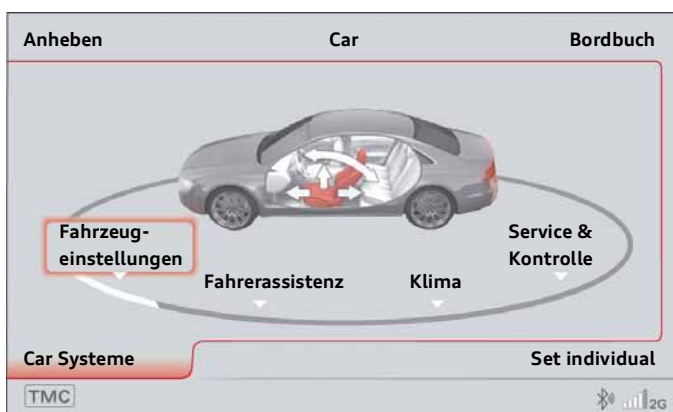 Anheben Car Bordbuch
Fahrzeug-
einstellungen
Fahrerassistenz
Klima
Service &
Kontrolle
Car Systeme Set individual
TMC 2G